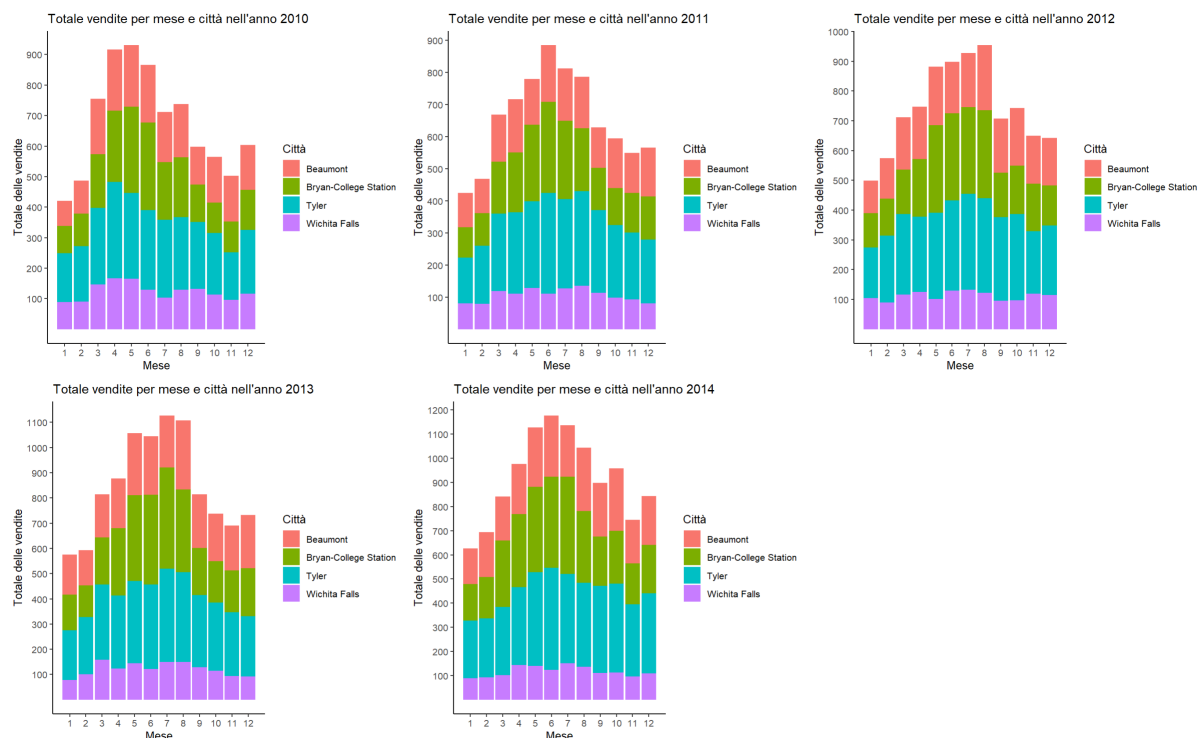 Totale vendite per mese e città nell'anno 2010
Totale delle vendite
900
800
700
600
500
400
300
200
100
1 2 3 4 5 6 7 8 9 10 11 12
Mese
Città
Beaumont
Bryan-College Station
Tyler
Wichita Falls
Totale vendite per mese e città nell'anno 2011
Totale delle vendite
900
800
700
600
500
400
300
200
100
1 2 3 4 5 6 7 8 9 10 11 12
Mese
Città
Beaumont
Bryan-College Station
Tyler
Wichita Falls
Totale vendite per mese e città nell'anno 2012
Totale delle vendite
1000
900
800
700
600
500
400
300
200
100
1 2 3 4 5 6 7 8 9 10 11 12
Mese
Città
Beaumont
Bryan-College Station
Tyler
Wichita Falls
Totale vendite per mese e città nell'anno 2013
Totale delle vendite
1100
1000
900
800
700
600
500
400
300
200
100
1 2 3 4 5 6 7 8 9 10 11 12
Mese
Città
Beaumont
Bryan-College Station
Tyler
Wichita Falls
Totale vendite per mese e città nell'anno 2014
Totale delle vendite
1200
1100
1000
900
800
700
600
500
400
300
200
100
1 2 3 4 5 6 7 8 9 10 11 12
Mese
Città
Beaumont
Bryan-College Station
Tyler
Wichita Falls